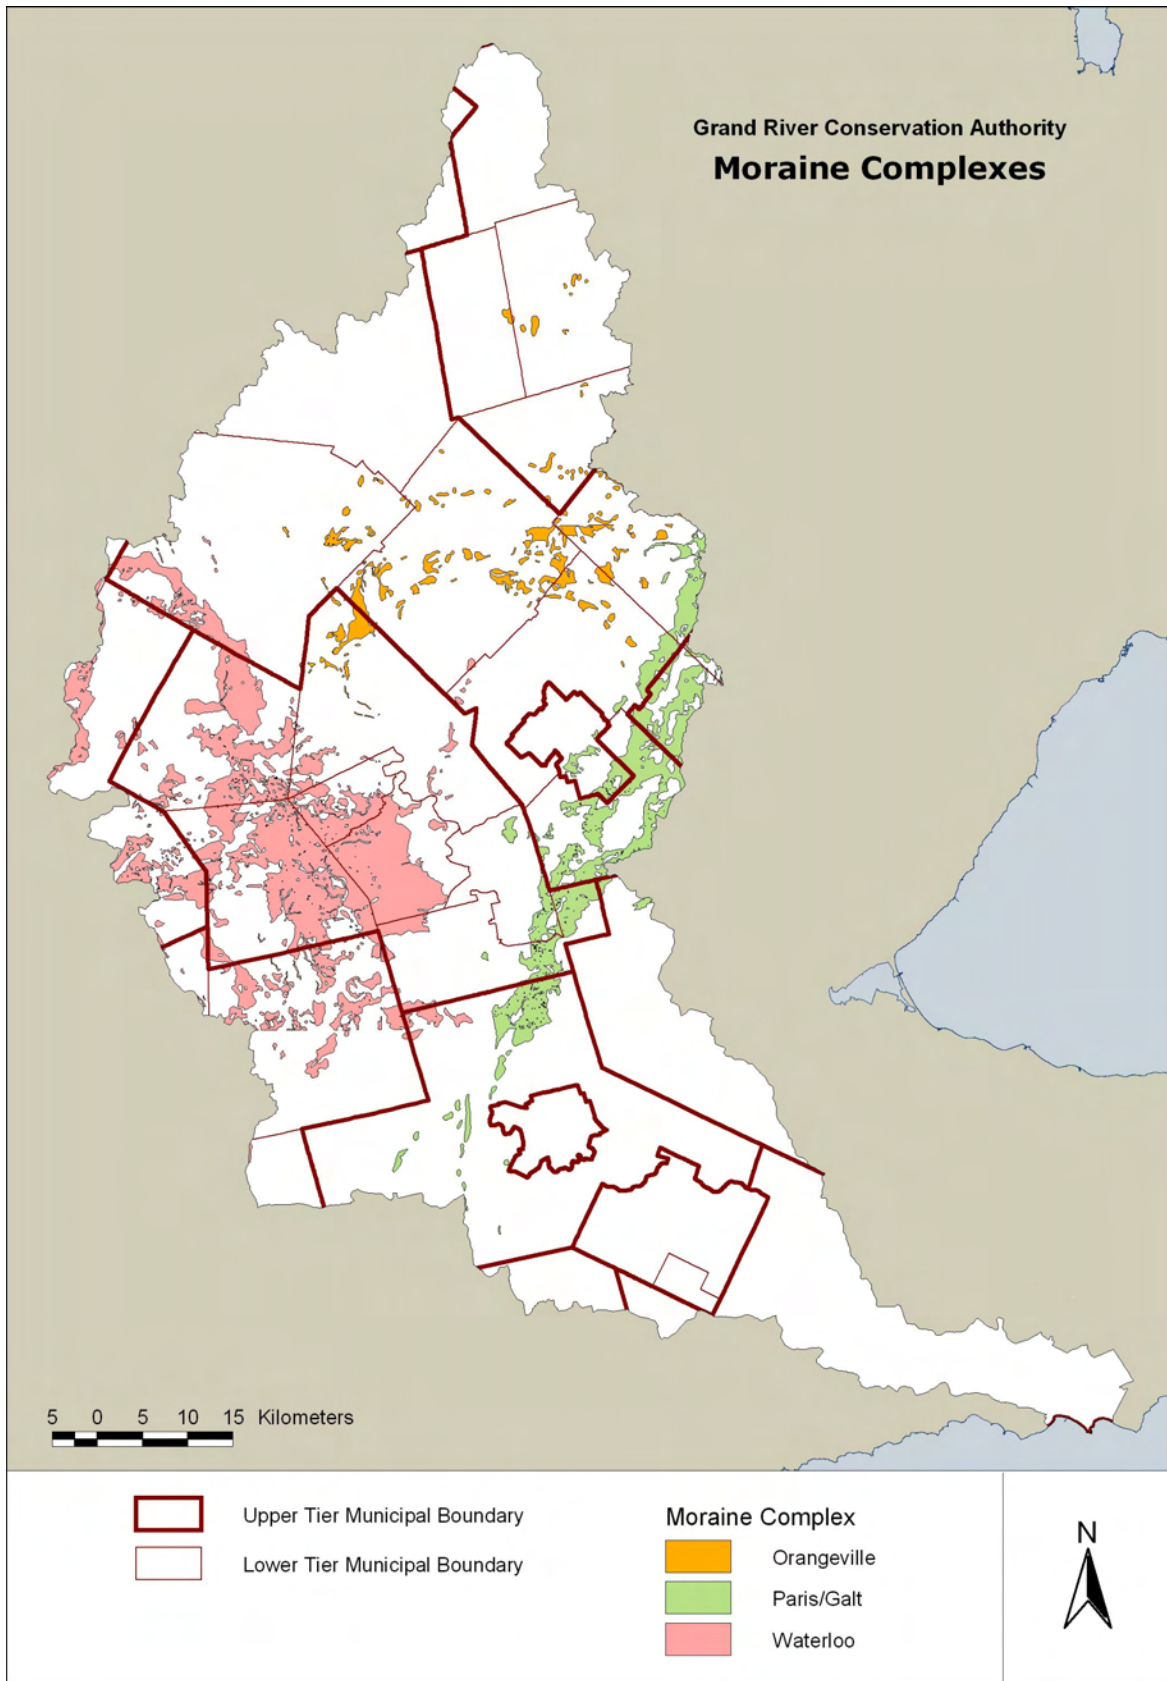 Grand River Conservation Authority
Moraine Complexes
5 0 5 10 15 Kilometers
Upper Tier Municipal Boundary
Lower Tier Municipal Boundary
Moraine Complex
Orangeville
Paris/Galt
Waterloo
N